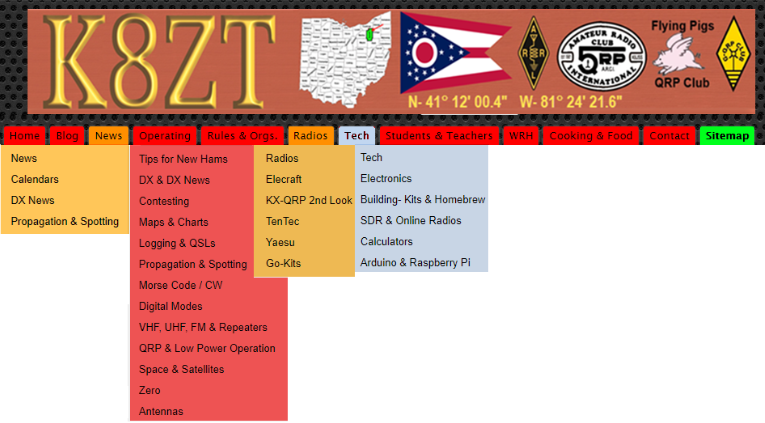 K8ZT
AMATEUR RADIO
CLUB
QRP
ARCI
INTERNATIONAL
Flying Pigs
QRP Club
QRP CLUB
N- 41° 12' 00.4" W- 81° 24' 21.6"
Home Blog News Operating Rules & Orgs. Radios Tech Students & Teachers WRH Cooking & Food Contact Sitemap
News
Calendars
DX News
Propagation & Spotting
Tips for New Hams
DX & DX News
Contesting
Maps & Charts
Logging & QSLs
Propagation & Spotting
Morse Code / CW
Digital Modes
VHF, UHF, FM & Repeaters
QRP & Low Power Operation
Space & Satellites
Zero
Antennas
Radios
Elecraft
KX-QRP 2nd Look
TenTec
Yaesu
Go-Kits
Tech
Electronics
Building- Kits & Homebrew
SDR & Online Radios
Calculators
Arduino & Raspberry Pi